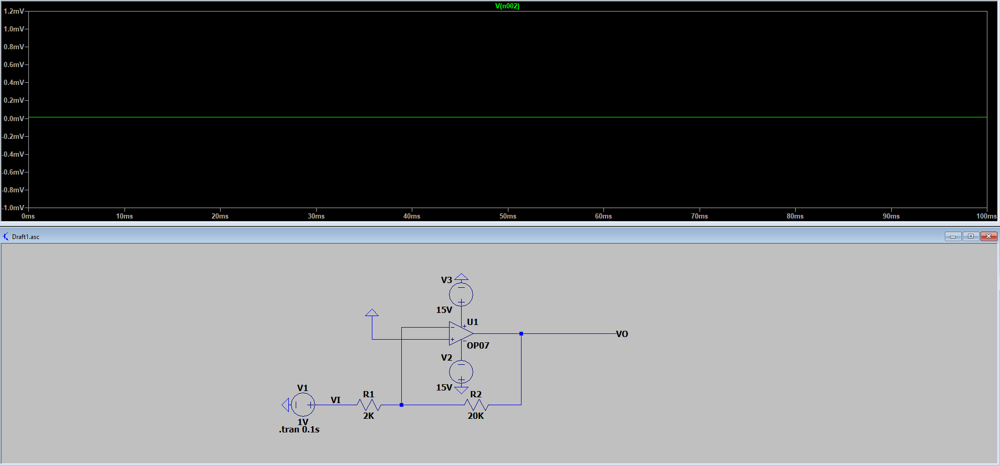 V(n002)
1.2mV
1.0mV
0.8mV
0.6mV
0.4mV
0.2mV
0.0mV
-0.2mV
-0.4mV
-0.6mV
-0.8mV
-1.0mV
0ms 10ms 20ms 30ms 40ms 50ms 60ms 70ms 80ms 90ms 100ms
Draft1.asc
V3
15V
U1
OP07
VO
V2
15V
V1
VI
R1
2K
R2
20K
1V
.tran 0.1s